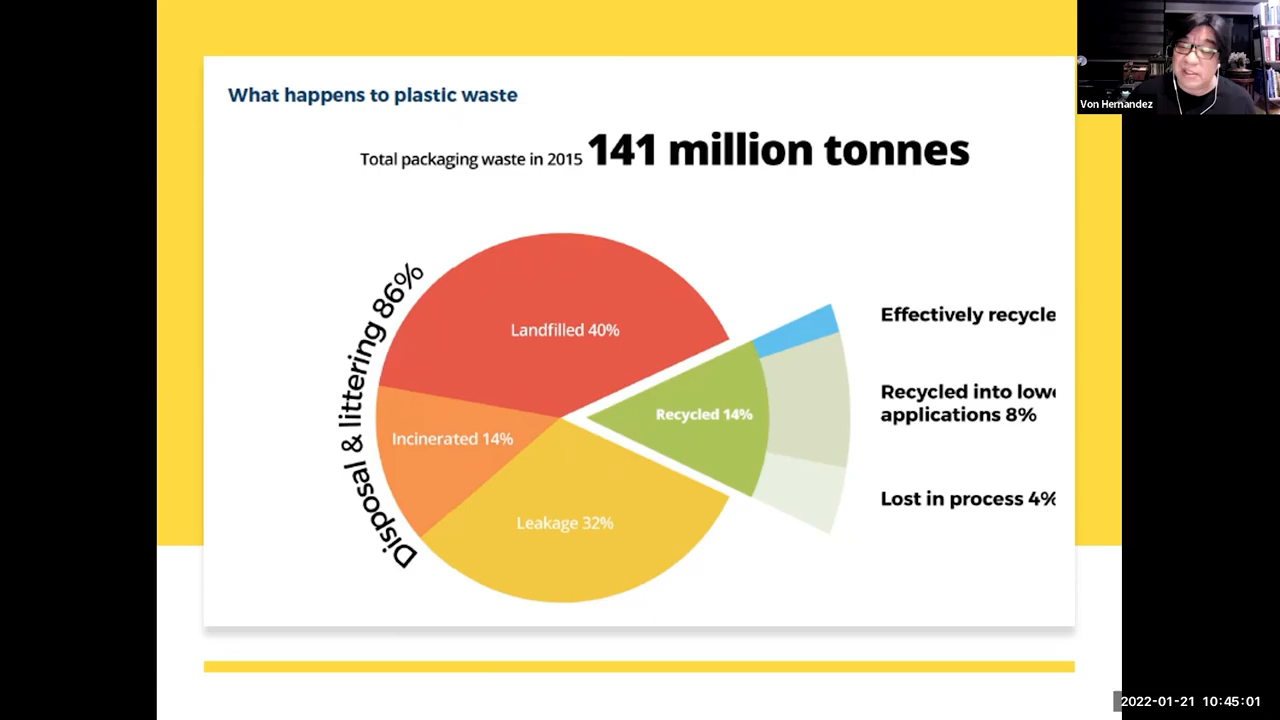 Von Hernandez
What happens to plastic waste
Total packaging waste in 2015 141 million tonnes
Disposal & littering 86%
Landfilled 40%
Incinerated 14%
Leakage 32%
Recycled 14%
Effectively recycle
Recycled into low
applications 8%
Lost in process 4%
2022-01-21 10:45:01